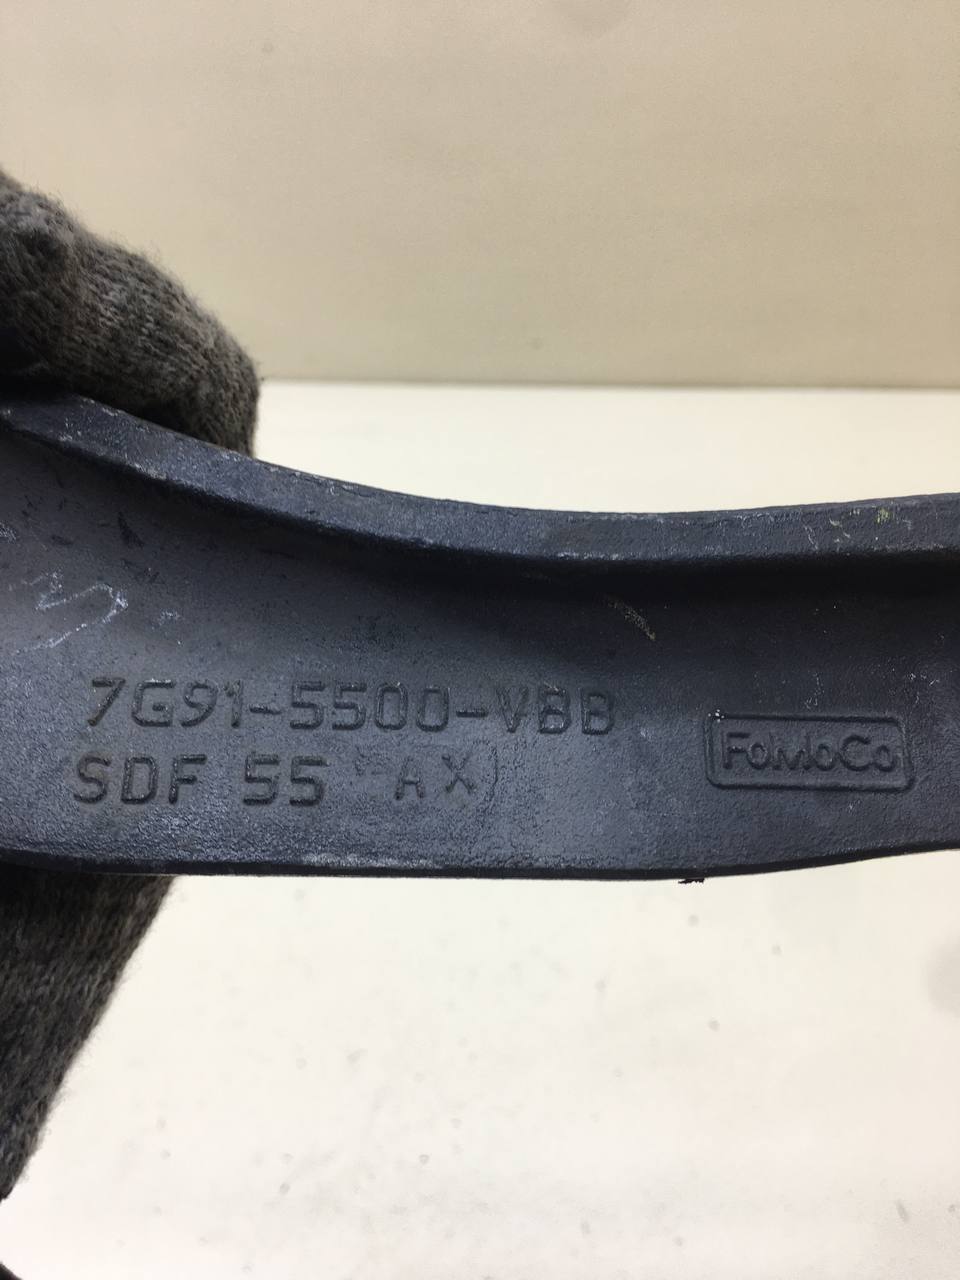 7G91-5500-VBB
SDF 55 AX
FoMoCo